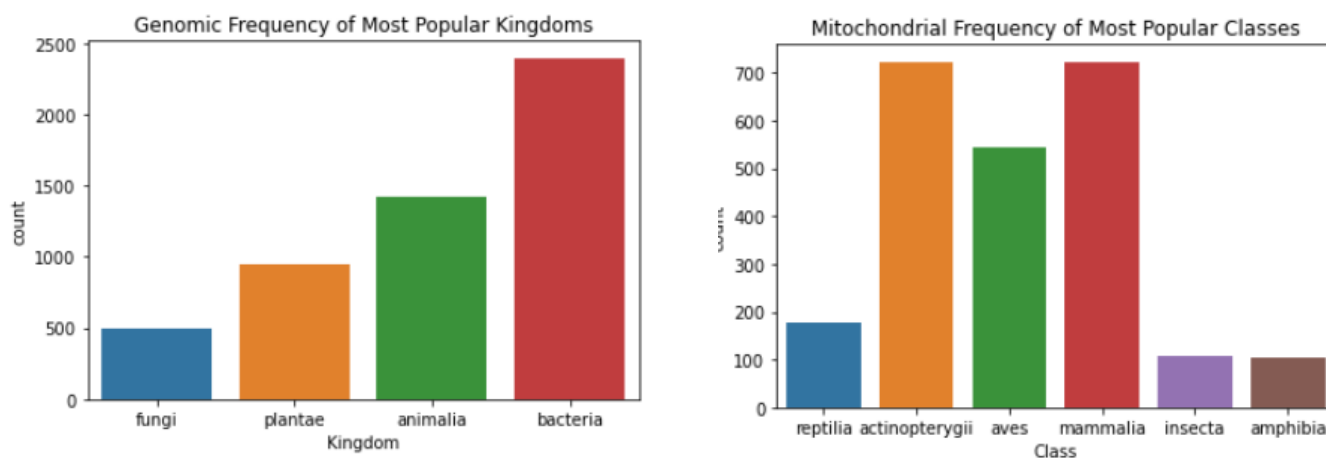 Genomic Frequency of Most Popular Kingdoms
2500
2000
1500
1000
500
0
count
fungi plantae animalia bacteria
Kingdom
Mitochondrial Frequency of Most Popular Classes
700
600
500
400
300
200
100
0
count
reptilia actinopterygii aves mammalia insecta amphibia
Class